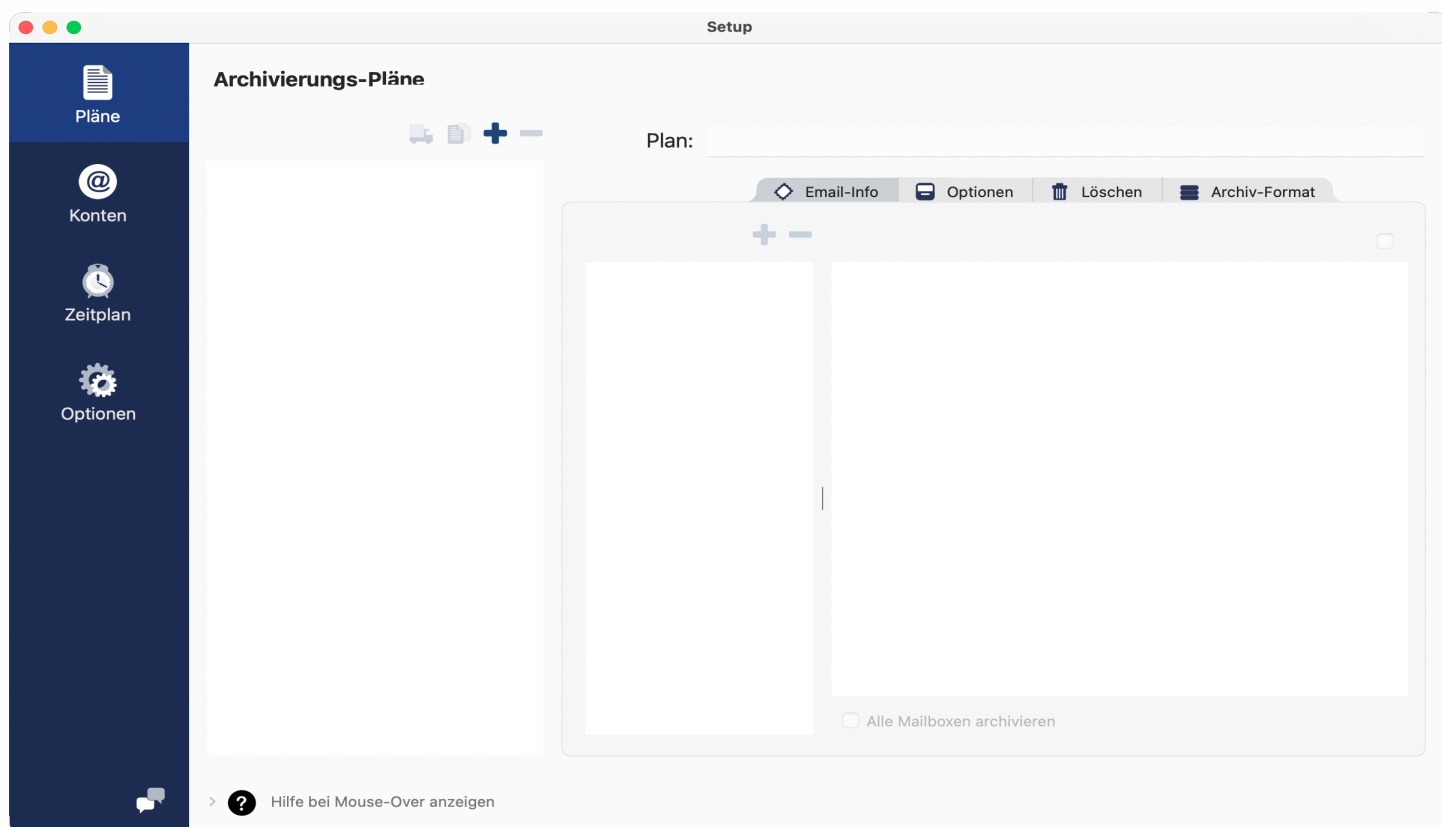 Setup
Pläne
Konten
Zeitplan
Optionen
Archivierungs-Pläne
Plan:
Email-Info
Optionen
Löschen
Archiv-Format
Alle Mailboxen archivieren
Hilfe bei Mouse-Over anzeigen